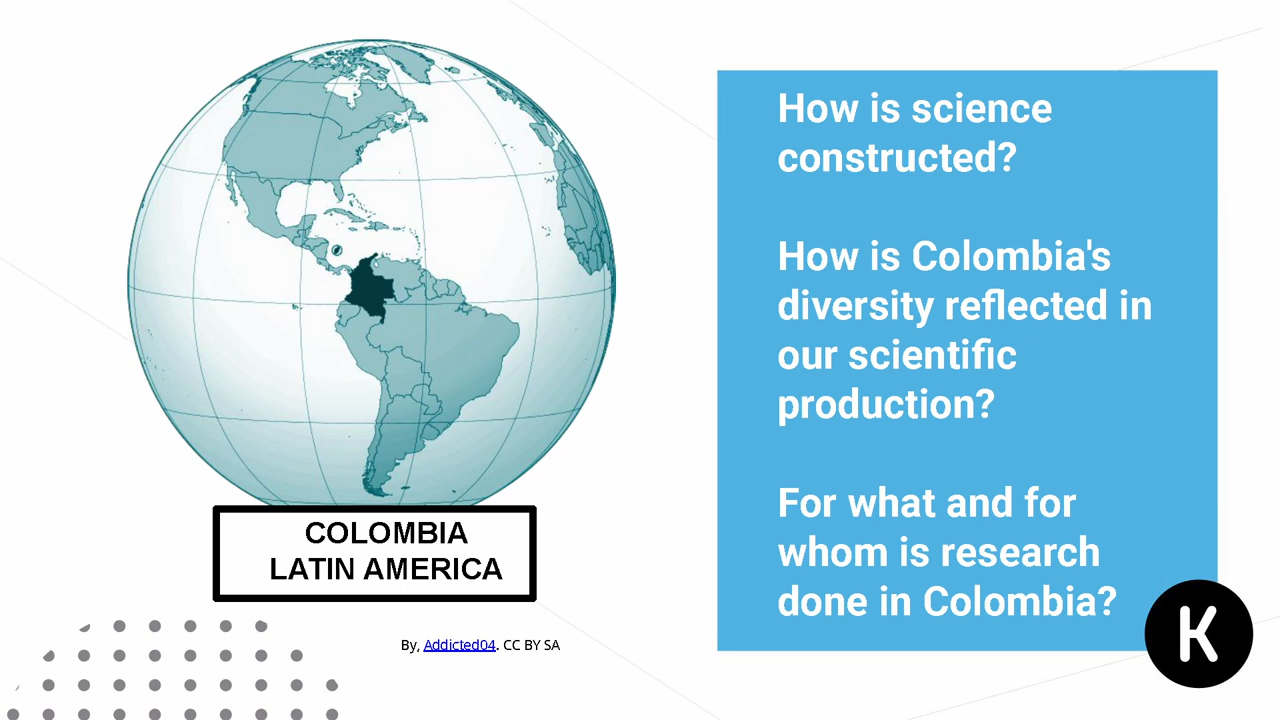 COLOMBIA
LATIN AMERICA
By, Addicted04. CC BY SA
How is science
constructed?
How is Colombia's
diversity reflected in
our scientific
production?
For what and for
whom is research
done in Colombia?
K